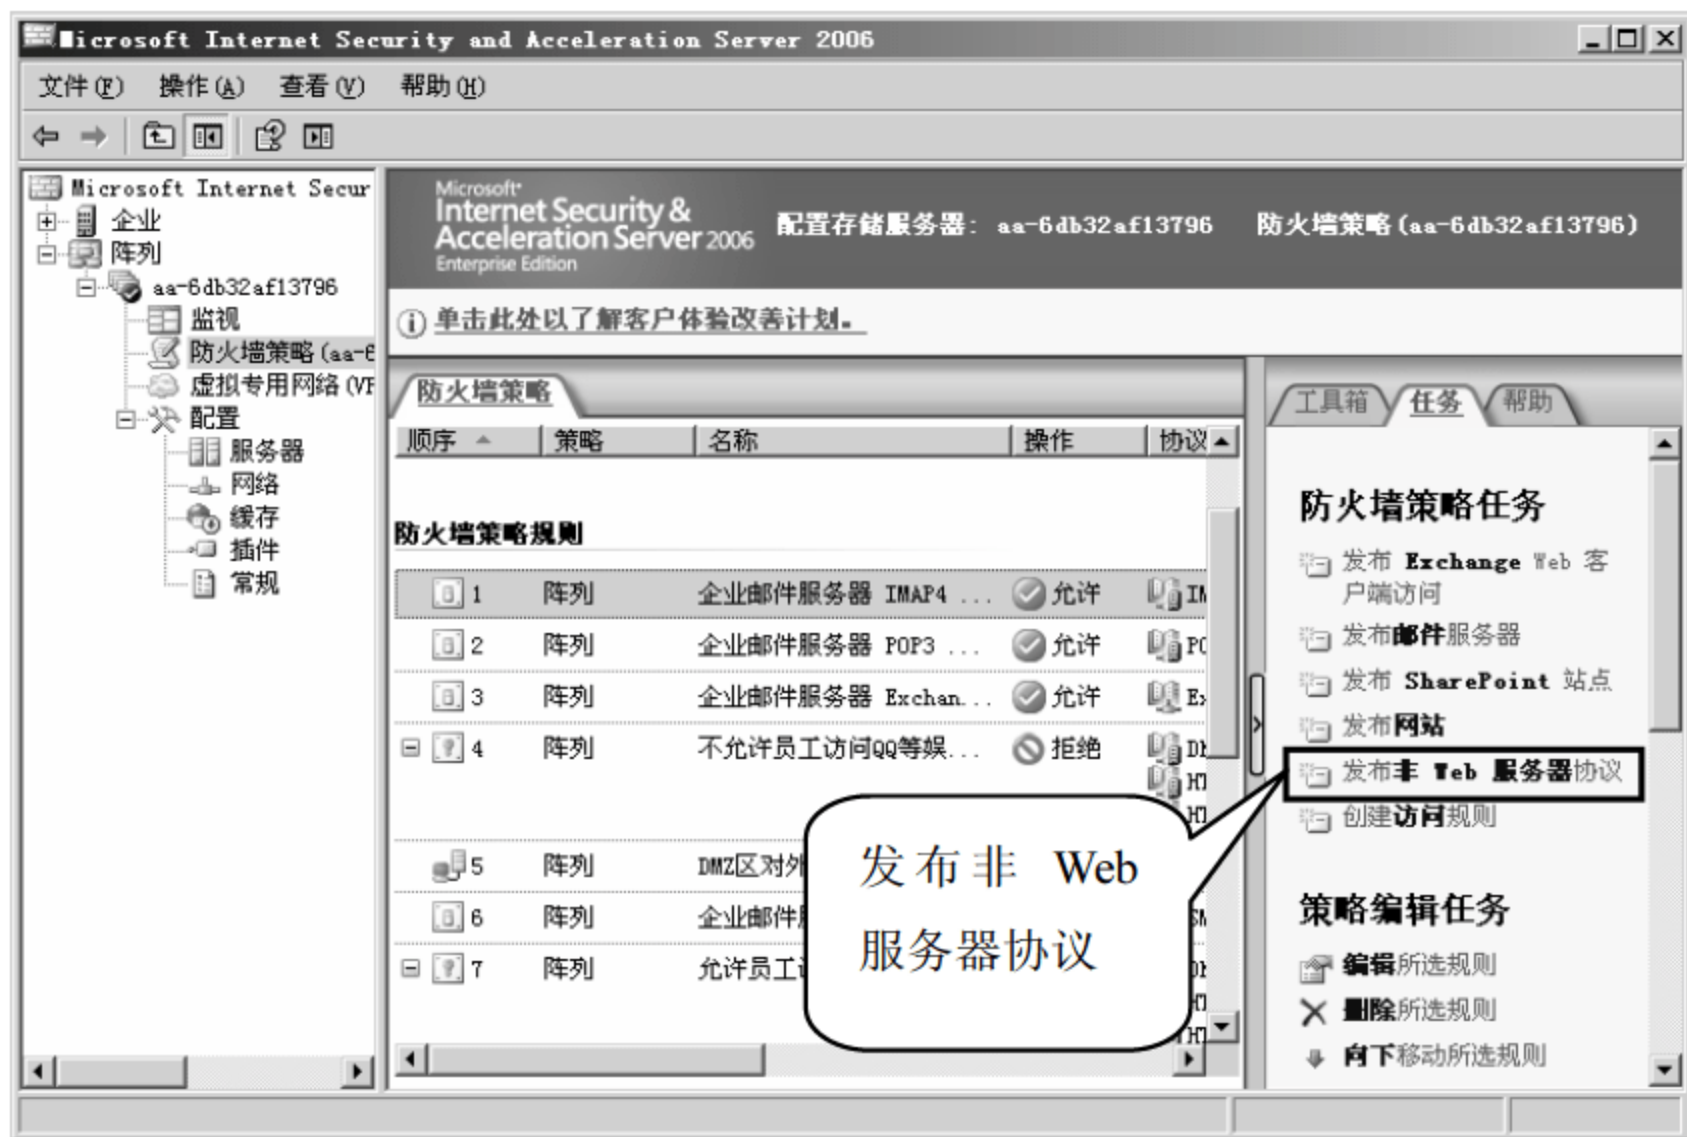 Microsoft Internet Security and Acceleration Server 2006
文件(F) 操作(A) 查看(V) 帮助(H)
Microsoft Internet Secur
企业
阵列
aa-6db32af13796
监视
防火墙策略(aa-6
虚拟专用网络(VP
配置
服务器
网络
缓存
插件
常规
Microsoft
Internet Security &
Acceleration Server 2006
Enterprise Edition
配置存储服务器: aa-6db32af13796 防火墙策略(aa-6db32af13796)
单击此处以了解客户体验改善计划。
防火墙策略
顺序 策略 名称 操作 协议
防火墙策略规则
1 阵列 企业邮件服务器 IMAP4 ... 允许 IM
2 阵列 企业邮件服务器 POP3 ... 允许 PO
3 阵列 企业邮件服务器 Exchan... 允许 Ex
4 阵列 不允许员工访问QQ等娱... 拒绝 DN
HT
HT
5 阵列 DMZ区对外
6 阵列 企业邮件服 SM
7 阵列 允许员工访 DN
HT
HT
发布非 Web
服务器协议
工具箱 任务 帮助
防火墙策略任务
发布 Exchange Web 客
户端访问
发布邮件服务器
发布 SharePoint 站点
发布网站
发布非 Web 服务器协议
创建访问规则
策略编辑任务
编辑所选规则
删除所选规则
向下移动所选规则